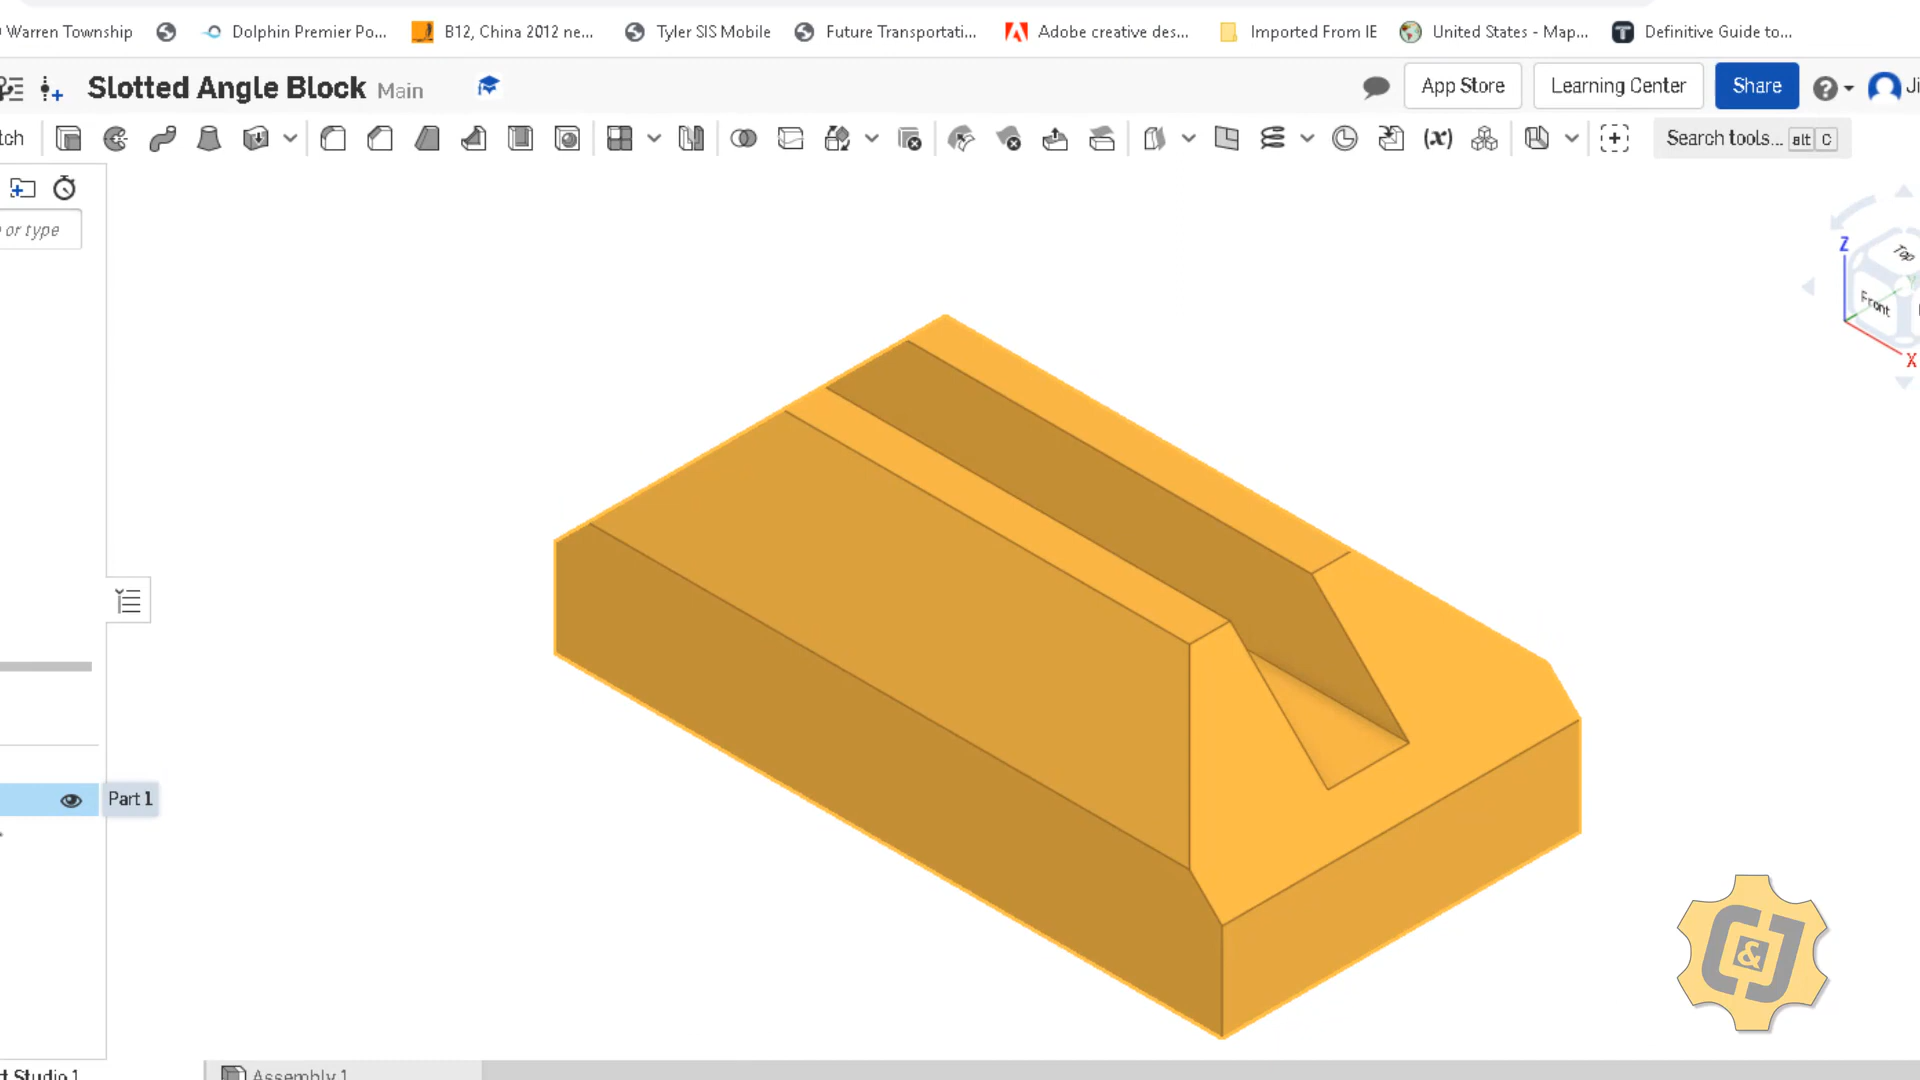 Warren Township Dolphin Premier Po... B12, China 2012 ne... Tyler SIS Mobile Future Transportati... Adobe creative des... Imported From IE United States - Map... Definitive Guide to...
Slotted Angle Block Main App Store Learning Center Share ? Ji
tch (x) Search tools... alt C
or type
Z Top
Front
X
Part 1
C & J
t Studio 1 Assembly 1